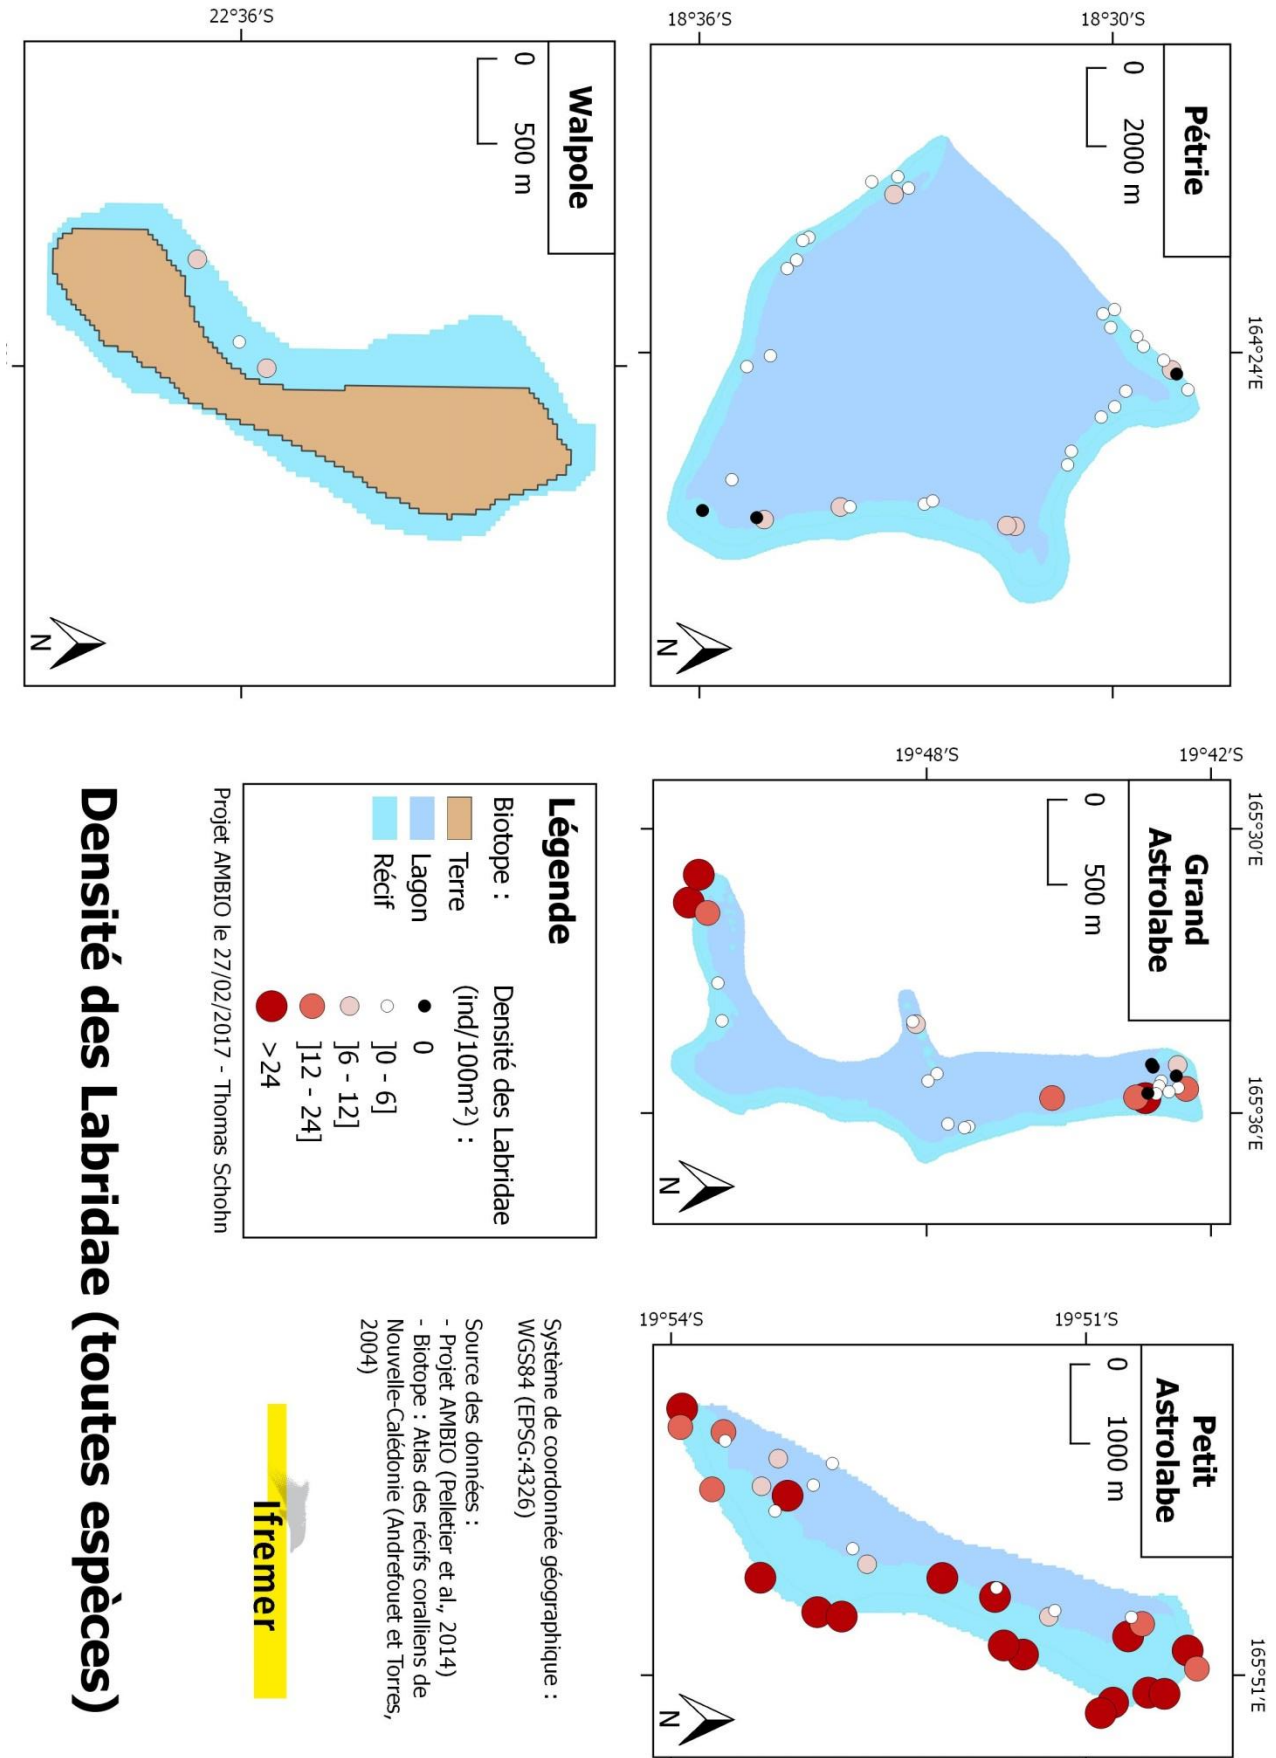 Pétrie
0 2000 m
164°24'E
18°30'S
18°36'S
N
Grand
Astrolabe
0 500 m
165°30'E
165°36'E
19°42'S
19°48'S
N
Petit
Astrolabe
0 1000 m
165°51'E
19°51'S
19°54'S
N
Walpole
0 500 m
22°36'S
N
Légende
Biotope :
Terre
Lagon
Récif
Densité des Labridae
(ind/100m²) :
0
]0 - 6]
]6 - 12]
]12 - 24]
>24
Projet AMBIO le 27/02/2017 - Thomas Schohn
Système de coordonnée géographique :
WGS84 (EPSG:4326)
Source des données :
- Projet AMBIO (Pelletier et al., 2014)
- Biotope : Atlas des récifs coralliens de
Nouvelle-Calédonie (Andrefouet et Torres,
2004)
Ifremer
Densité des Labridae (toutes espèces)